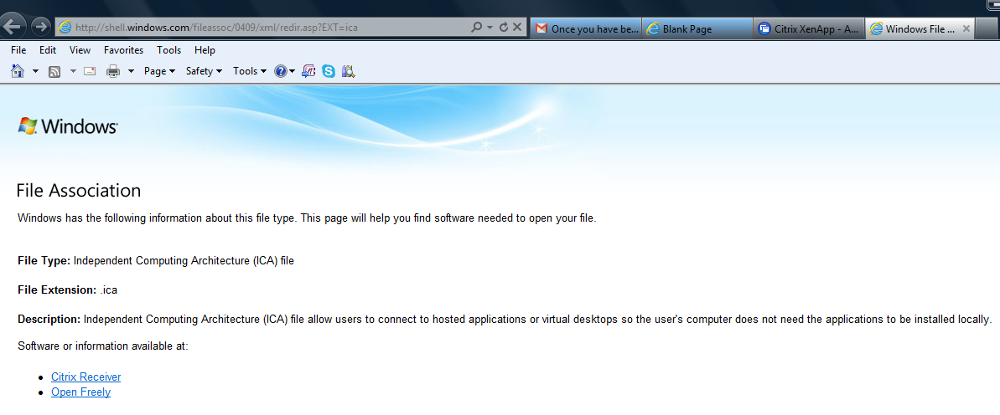 http://shell.windows.com/fileassoc/0409/xml/redir.asp?EXT=ica
Once you have be...
Blank Page
Citrix XenApp - A...
Windows File ...
File Edit View Favorites Tools Help
Page Safety Tools
Windows
File Association
Windows has the following information about this file type. This page will help you find software needed to open your file.
File Type: Independent Computing Architecture (ICA) file
File Extension: .ica
Description: Independent Computing Architecture (ICA) file allow users to connect to hosted applications or virtual desktops so the user's computer does not need the applications to be installed locally.
Software or information available at:
• Citrix Receiver
• Open Freely